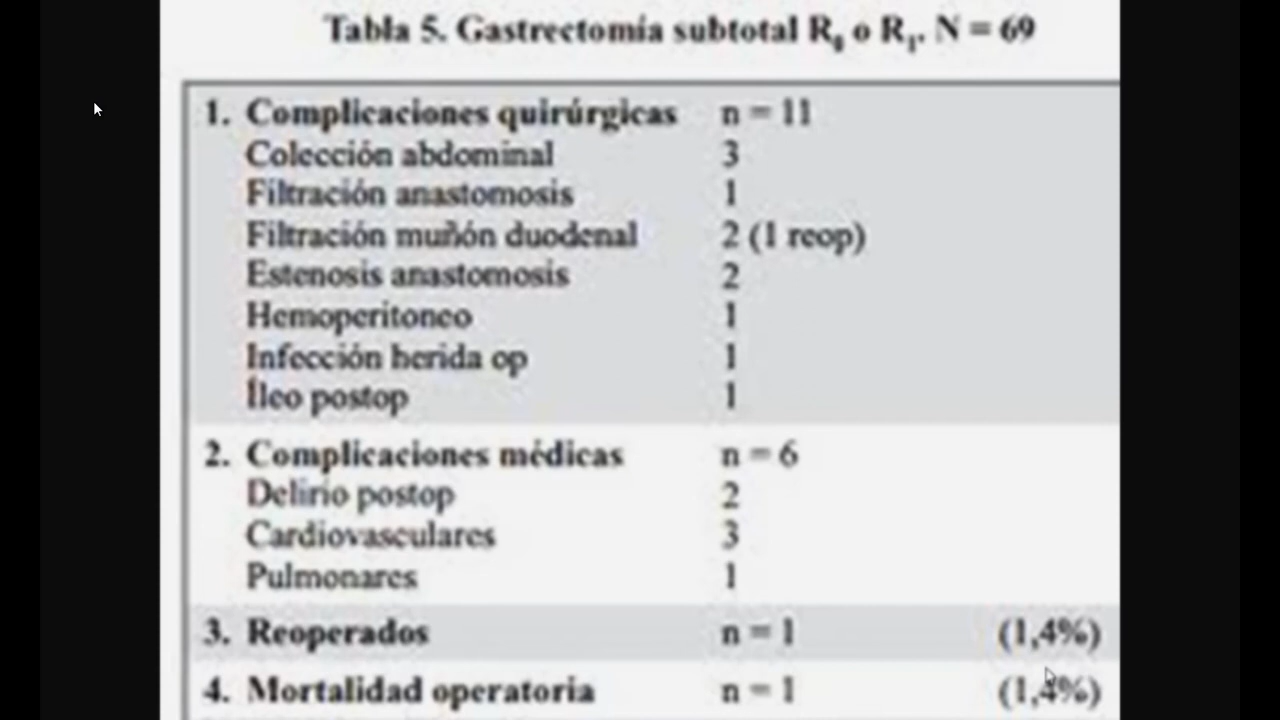 Tabla 5. Gastrectomía subtotal R₀ o R₁. N = 69
1. Complicaciones quirúrgicas n = 11
Colección abdominal 3
Filtración anastomosis 1
Filtración muñón duodenal 2 (1 reop)
Estenosis anastomosis 2
Hemoperitoneo 1
Infección herida op 1
Íleo postop 1
2. Complicaciones médicas n = 6
Delirio postop 2
Cardiovasculares 3
Pulmonares 1
3. Reoperados n = 1 (1,4%)
4. Mortalidad operatoria n = 1 (1,4%)